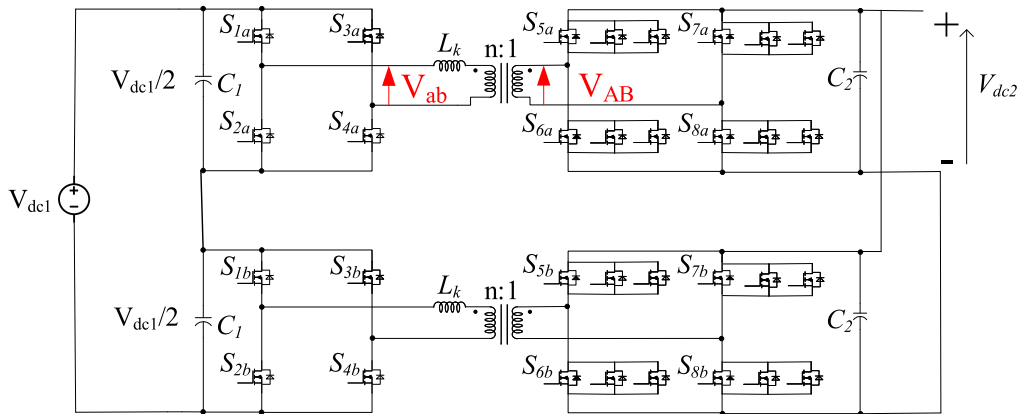 S1a
S3a
S5a
S7a
Lk
n:1
+
Vdc1/2
C1
Vab
VAB
C2
Vdc2
S2a
S4a
S6a
S8a
-
Vdc1
+
-
S1b
S3b
S5b
S7b
Lk
n:1
Vdc1/2
C1
C2
S2b
S4b
S6b
S8b